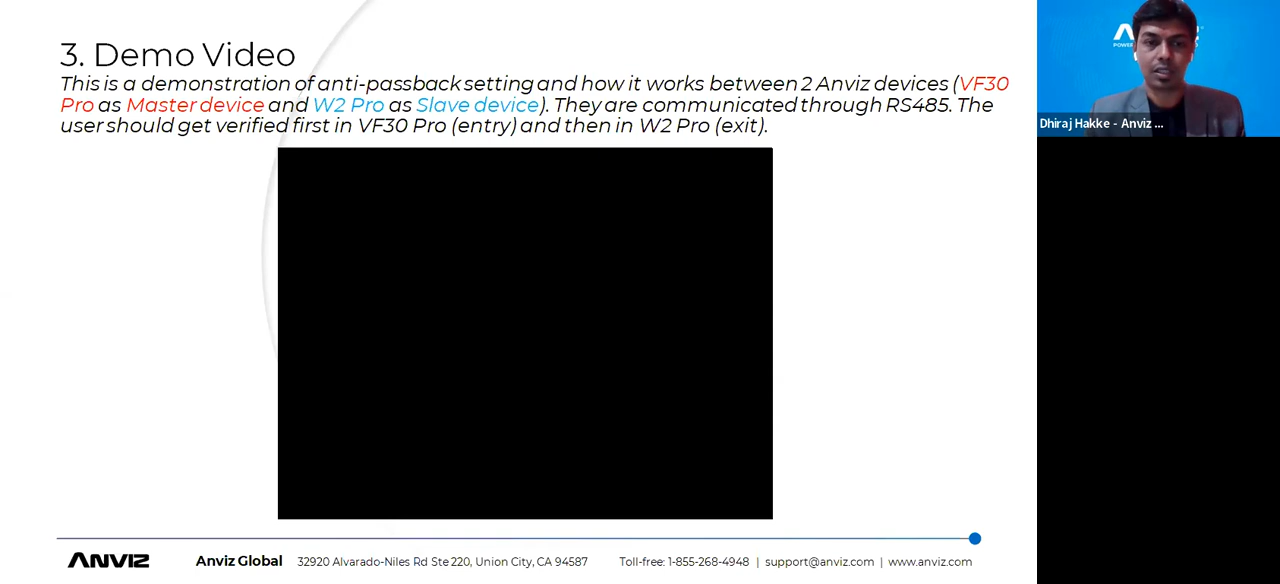 3. Demo Video
This is a demonstration of anti-passback setting and how it works between 2 Anviz devices (VF30
Pro as Master device and W2 Pro as Slave device). They are communicated through RS485. The
user should get verified first in VF30 Pro (entry) and then in W2 Pro (exit).
Dhiraj Hakke - Anviz ...
ANVIZ
Anviz Global 32920 Alvarado-Niles Rd Ste 220, Union City, CA 94587 Toll-free: 1-855-268-4948 | support@anviz.com | www.anviz.com